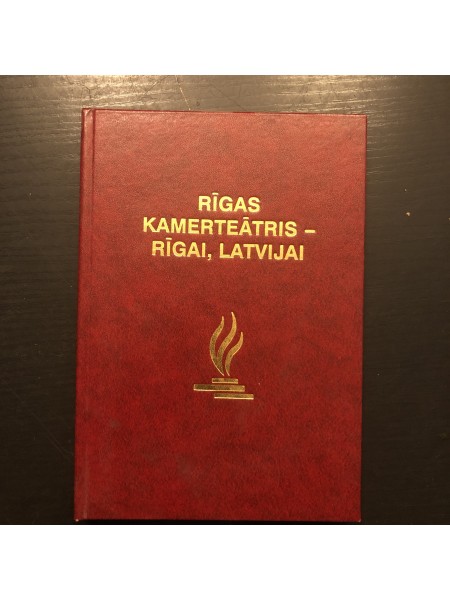 RĪGAS
KAMERTEĀTRIS –
RĪGAI, LATVIJAI